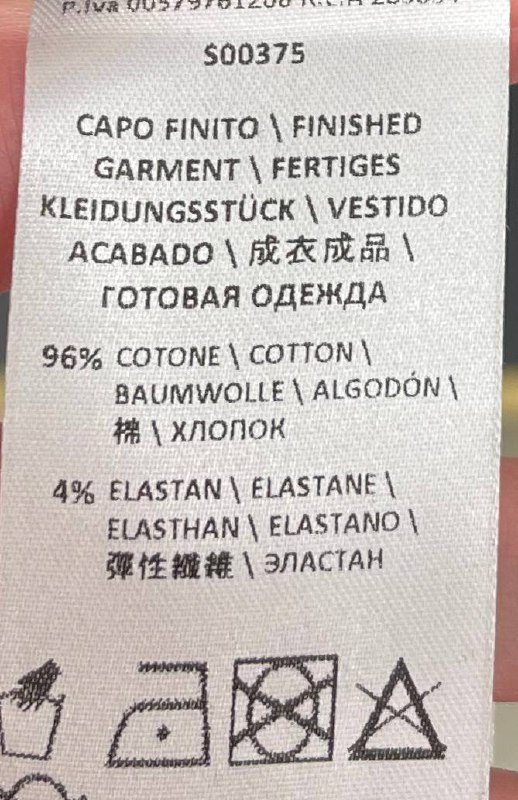 S00375
CAPO FINITO \ FINISHED
GARMENT \ FERTIGES
KLEIDUNGSSTÜCK \ VESTIDO
ACABADO \ 成衣成品 \
ГОТОВАЯ ОДЕЖДА
96% COTONE \ COTTON \
BAUMWOLLE \ ALGODÓN \
棉 \ ХЛОПОК
4% ELASTAN \ ELASTANE \
ELASTHAN \ ELASTANO \
彈性纖維 \ ЭЛАСТАН